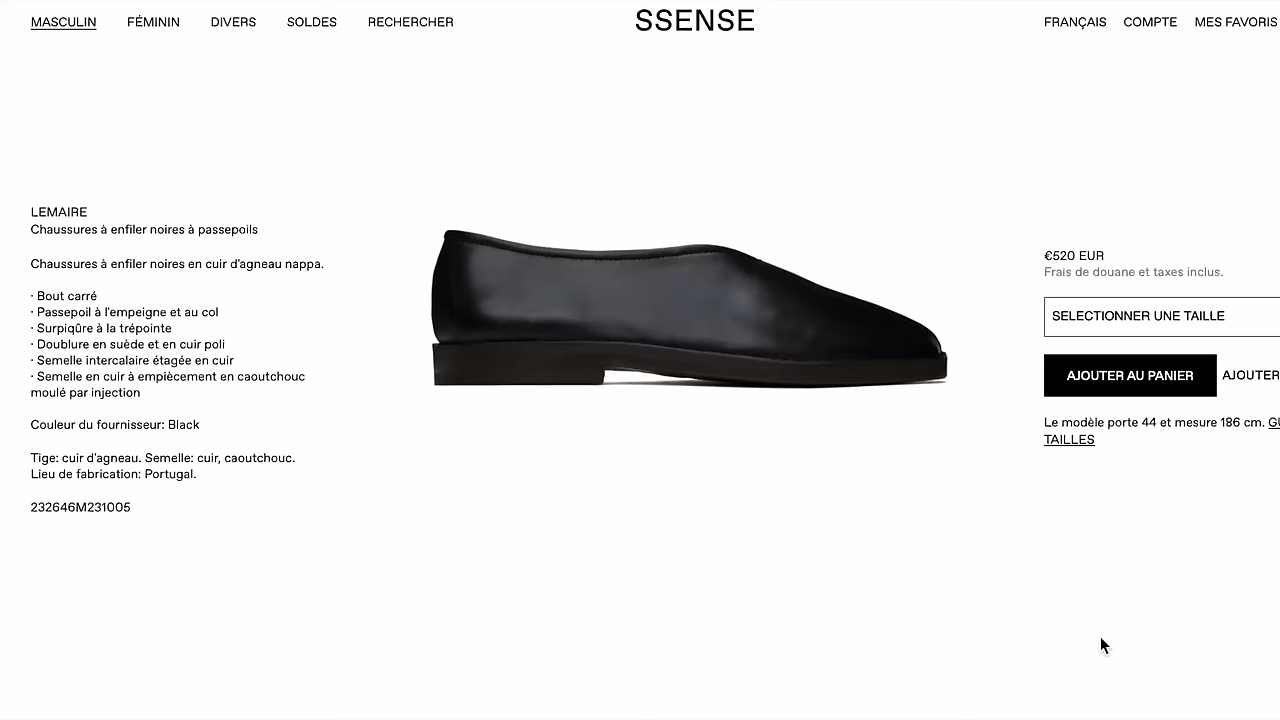 MASCULIN FÉMININ DIVERS SOLDES RECHERCHER SSENSE FRANÇAIS COMPTE MES FAVORIS
LEMAIRE
Chaussures à enfiler noires à passepoils
Chaussures à enfiler noires en cuir d'agneau nappa.
· Bout carré
· Passepoil à l'empeigne et au col
· Surpiqûre à la trépointe
· Doublure en suède et en cuir poli
· Semelle intercalaire étagée en cuir
· Semelle en cuir à empiècement en caoutchouc
moulé par injection
Couleur du fournisseur: Black
Tige: cuir d'agneau. Semelle: cuir, caoutchouc.
Lieu de fabrication: Portugal.
232646M231005
€520 EUR
Frais de douane et taxes inclus.
SELECTIONNER UNE TAILLE
AJOUTER AU PANIER AJOUTER
Le modèle porte 44 et mesure 186 cm.
TAILLES